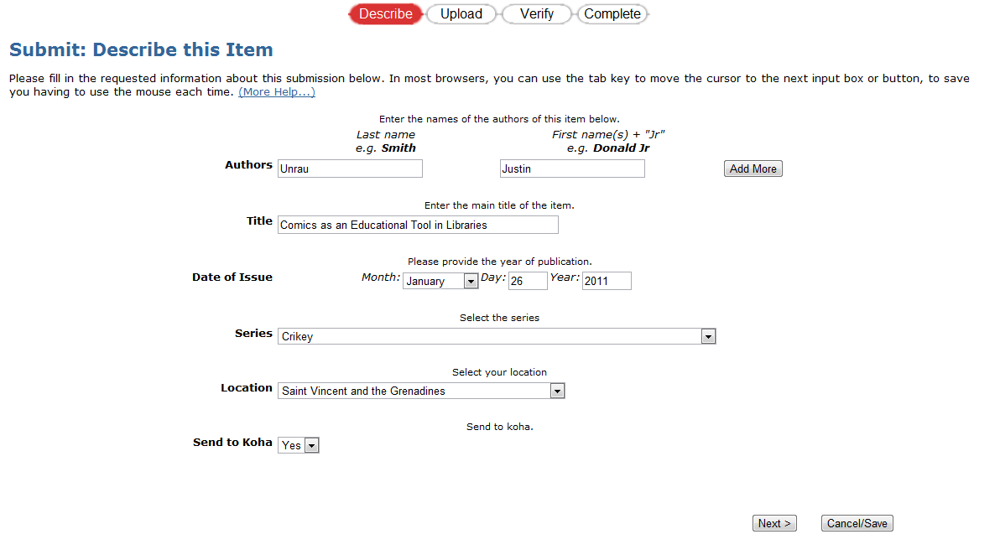 Describe Upload Verify Complete
Submit: Describe this Item
Please fill in the requested information about this submission below. In most browsers, you can use the tab key to move the cursor to the next input box or button, to save
you having to use the mouse each time. (More Help...)
Enter the names of the authors of this item below.
Last name First name(s) + "Jr"
e.g. Smith e.g. Donald Jr
Authors Unrau Justin Add More
Enter the main title of the item.
Title Comics as an Educational Tool in Libraries
Please provide the year of publication.
Date of Issue Month: January Day: 26 Year: 2011
Select the series
Series Crikey
Select your location
Location Saint Vincent and the Grenadines
Send to koha.
Send to Koha Yes
Next > Cancel/Save